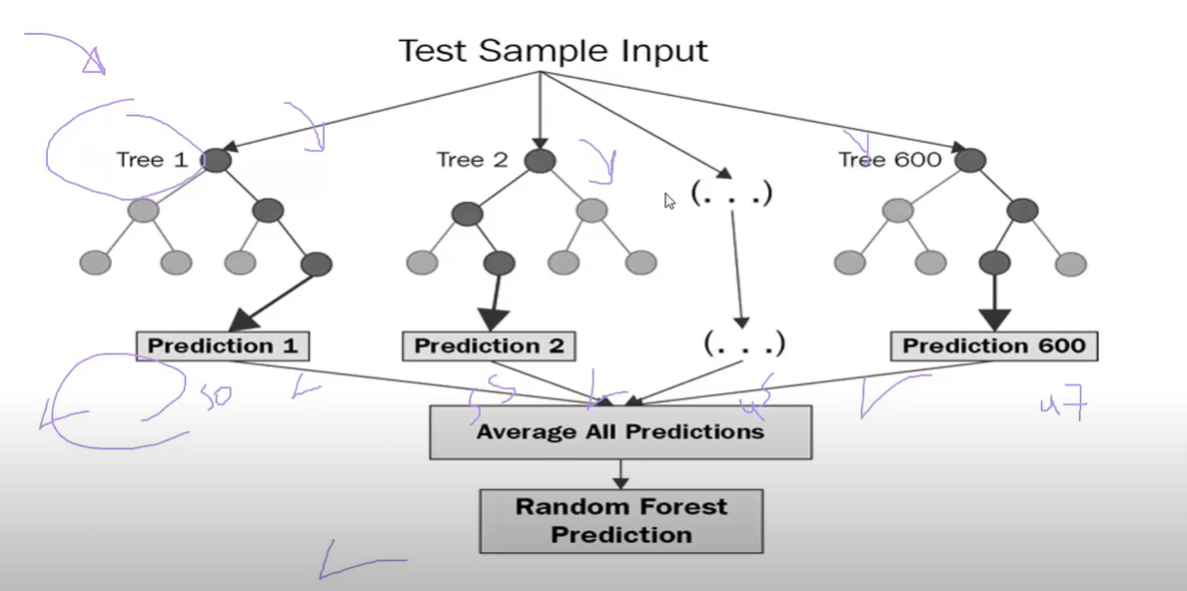 Test Sample Input
Tree 1
Tree 2
Tree 600
(. . .)
Prediction 1
Prediction 2
(. . .)
Prediction 600
50
55
45
47
Average All Predictions
Random Forest
Prediction